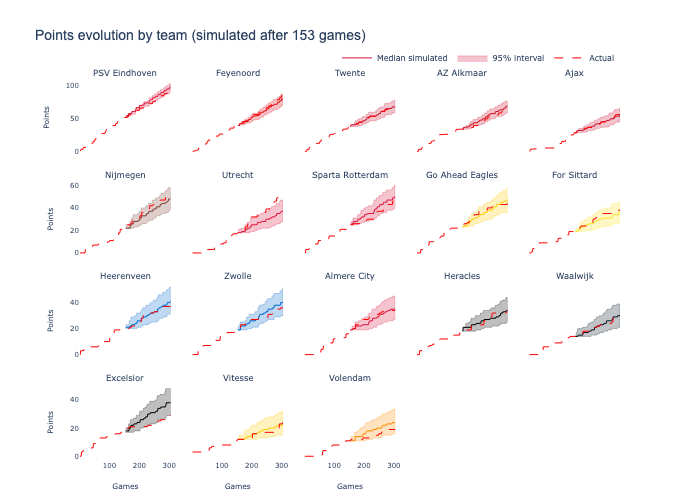 Points evolution by team (simulated after 153 games)
Median simulated 95% interval Actual
PSV Eindhoven Feyenoord Twente AZ Alkmaar Ajax
100
50
0
Points
Nijmegen Utrecht Sparta Rotterdam Go Ahead Eagles For Sittard
60
40
20
0
Points
Heerenveen Zwolle Almere City Heracles Waalwijk
40
20
0
Points
Excelsior Vitesse Volendam
40
20
0
Points
100 200 300 100 200 300 100 200 300
Games Games Games